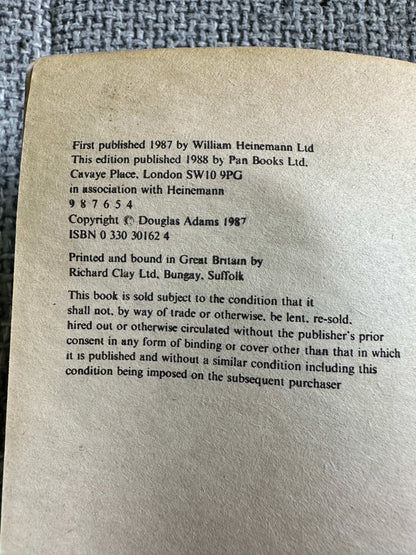 First published 1987 by William Heinemann Ltd
This edition published 1988 by Pan Books Ltd,
Cavaye Place, London SW10 9PG
in association with Heinemann
9 8 7 6 5 4
Copyright © Douglas Adams 1987
ISBN 0 330 30162 4
Printed and bound in Great Britain by
Richard Clay Ltd, Bungay, Suffolk
This book is sold subject to the condition that it
shall not, by way of trade or otherwise, be lent, re-sold,
hired out or otherwise circulated without the publisher's prior
consent in any form of binding or cover other than that in which
it is published and without a similar condition including this
condition being imposed on the subsequent purchaser